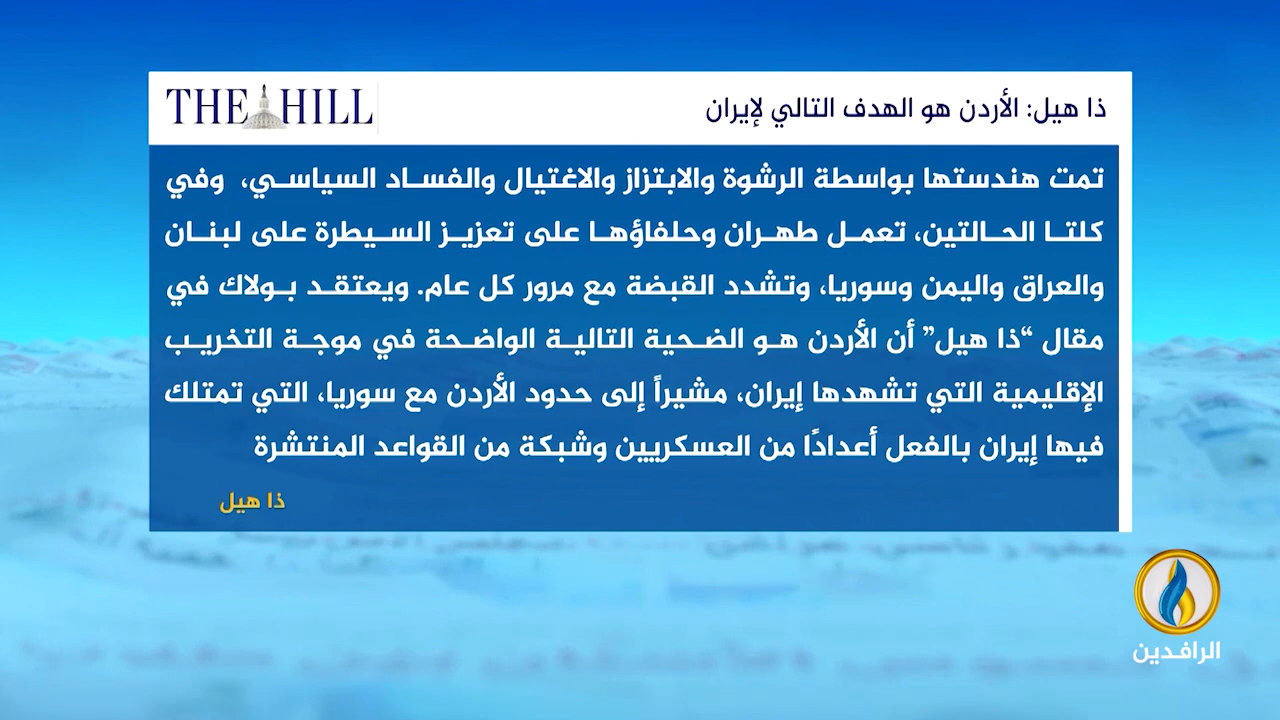 THE HILL
ذا هيل: الأردن هو الهدف التالي لإيران
تمت هندستها بواسطة الرشوة والابتزاز والاغتيال والفساد السياسي، وفي
كلتا الحالتين، تعمل طهران وحلفاؤها على تعزيز السيطرة على لبنان
والعراق واليمن وسوريا، وتشدد القبضة مع مرور كل عام. ويعتقد بولاك في
مقال “ذا هيل” أن الأردن هو الضحية التالية الواضحة في موجة التخريب
الإقليمية التي تشهدها إيران، مشيراً إلى حدود الأردن مع سوريا، التي تمتلك
فيها إيران بالفعل أعدادًا من العسكريين وشبكة من القواعد المنتشرة
ذا هيل
الرافدين